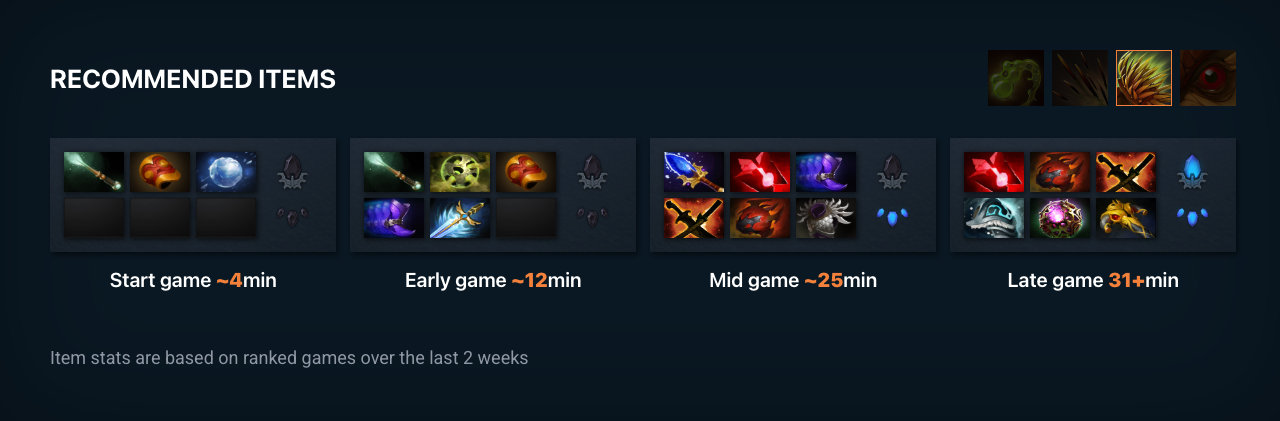 RECOMMENDED ITEMS
Start game ~4min
Early game ~12min
Mid game ~25min
Late game 31+min
Item stats are based on ranked games over the last 2 weeks